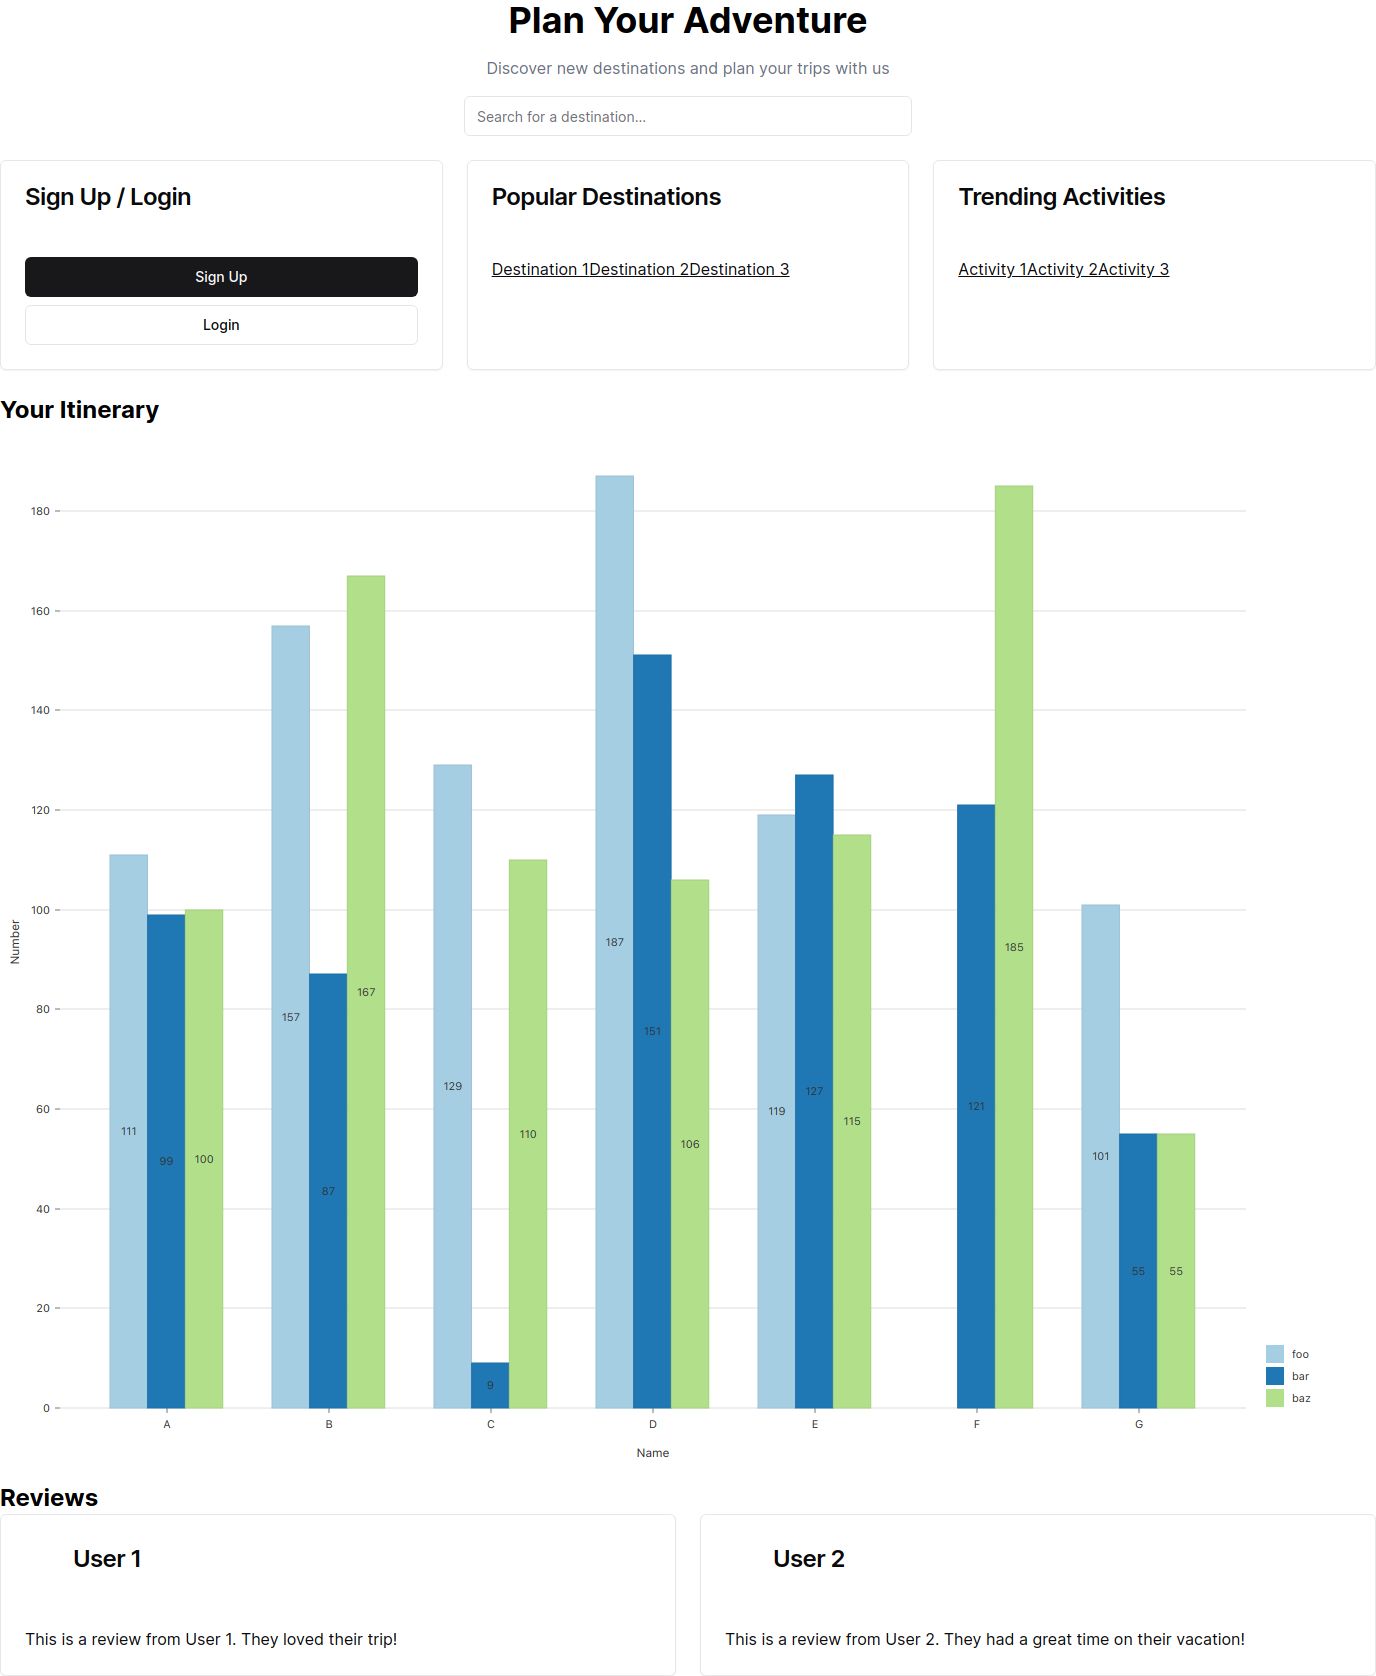 Plan Your Adventure
Discover new destinations and plan your trips with us
Search for a destination...
Sign Up / Login
Sign Up
Login
Popular Destinations
Destination 1Destination 2Destination 3
Trending Activities
Activity 1Activity 2Activity 3
Your Itinerary
Number
180
160
140
120
100
80
60
40
20
0
111
99
100
157
87
167
129
9
110
187
151
106
119
127
115
121
185
101
55
55
A
B
C
D
E
F
G
Name
foo
bar
baz
Reviews
User 1
This is a review from User 1. They loved their trip!
User 2
This is a review from User 2. They had a great time on their vacation!